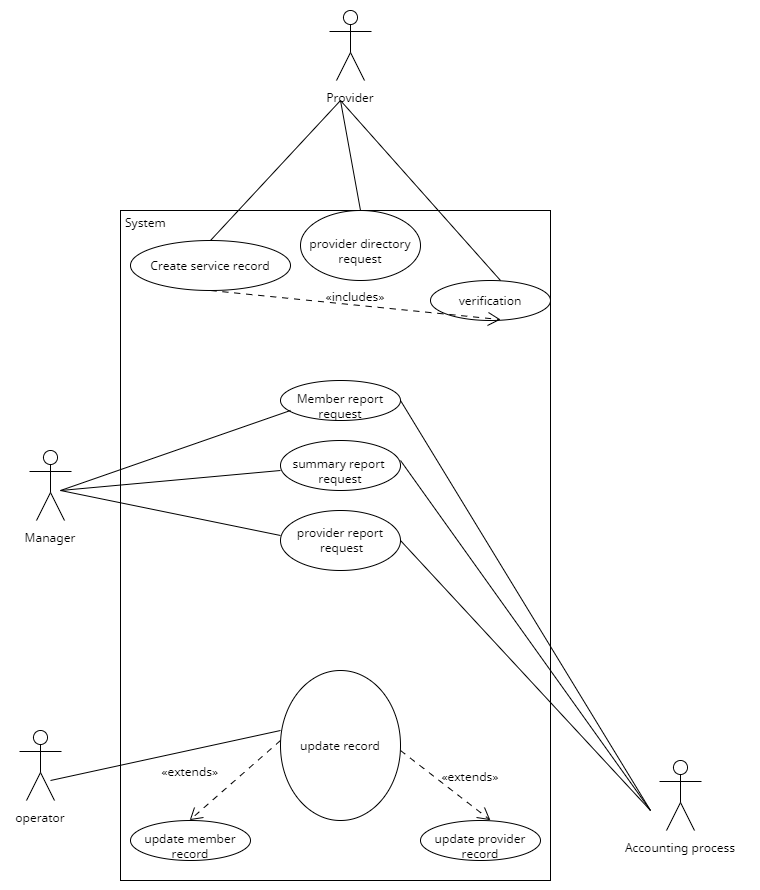 Provider
System
provider directory
request
Create service record
«includes»
verification
Member report
request
summary report
request
provider report
request
Manager
update record
«extends»
«extends»
operator
update member
record
update provider
record
Accounting process